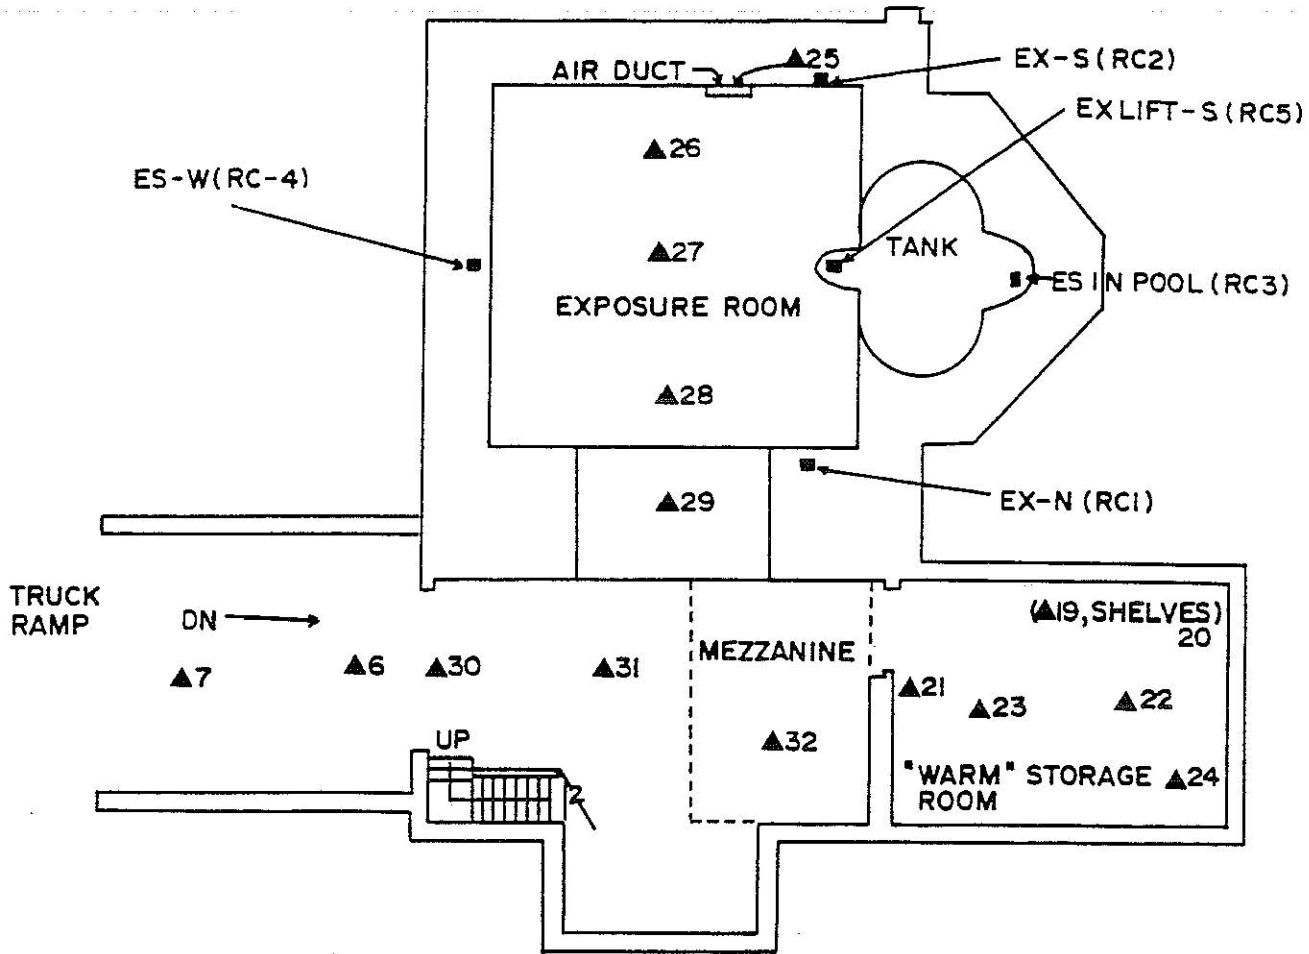 ▲25
EX-S (RC2)
AIR DUCT
EX LIFT-S (RC5)
▲26
ES-W (RC-4)
▲27
TANK
ES IN POOL (RC3)
EXPOSURE ROOM
▲28
▲29
EX-N (RC1)
TRUCK
RAMP
DN
(▲19, SHELVES)
20
MEZZANINE
▲7
▲6
▲30
▲31
▲21
▲23
▲22
▲32
UP
"WARM" STORAGE
ROOM
▲24
2